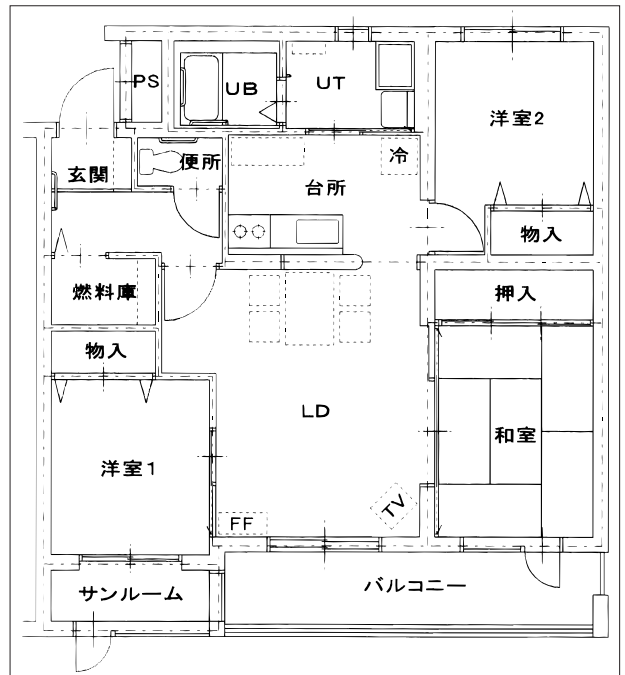 PS
UB
UT
洋室2
玄関
便所
台所
冷
物入
燃料庫
押入
物入
LD
和室
洋室1
FF
TV
サンルーム
バルコニー